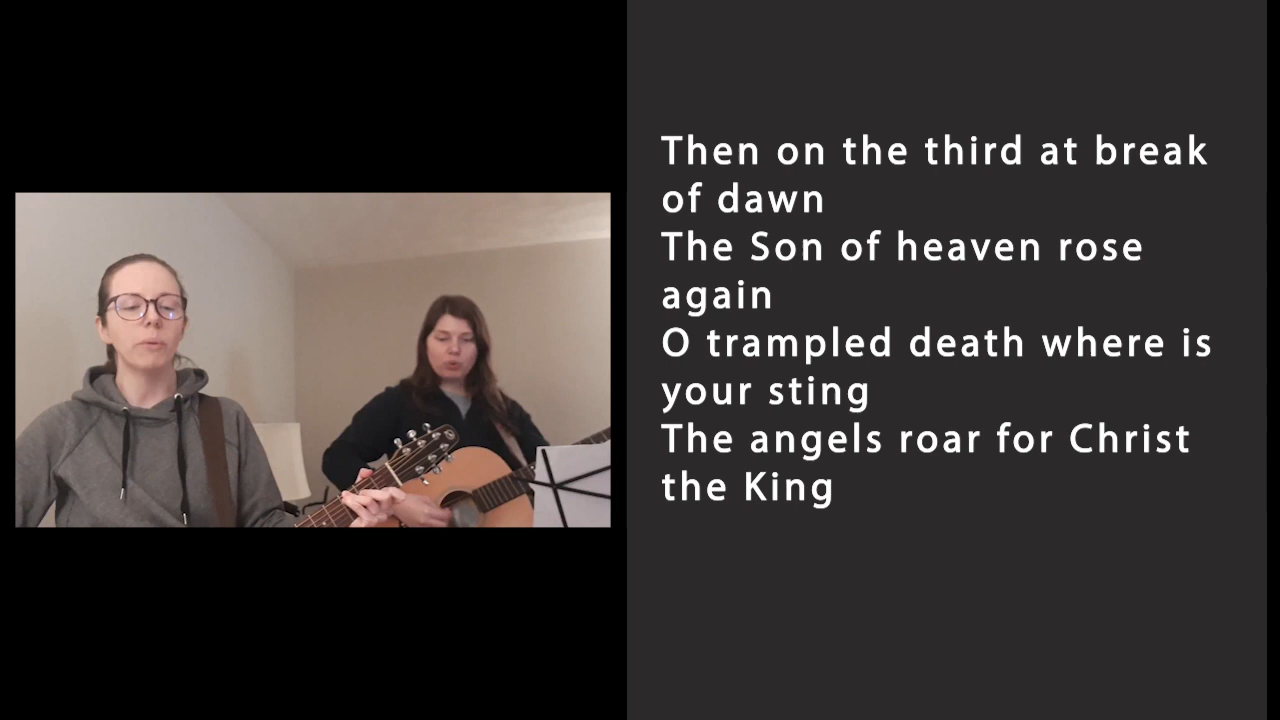 Then on the third at break
of dawn
The Son of heaven rose
again
O trampled death where is
your sting
The angels roar for Christ
the King